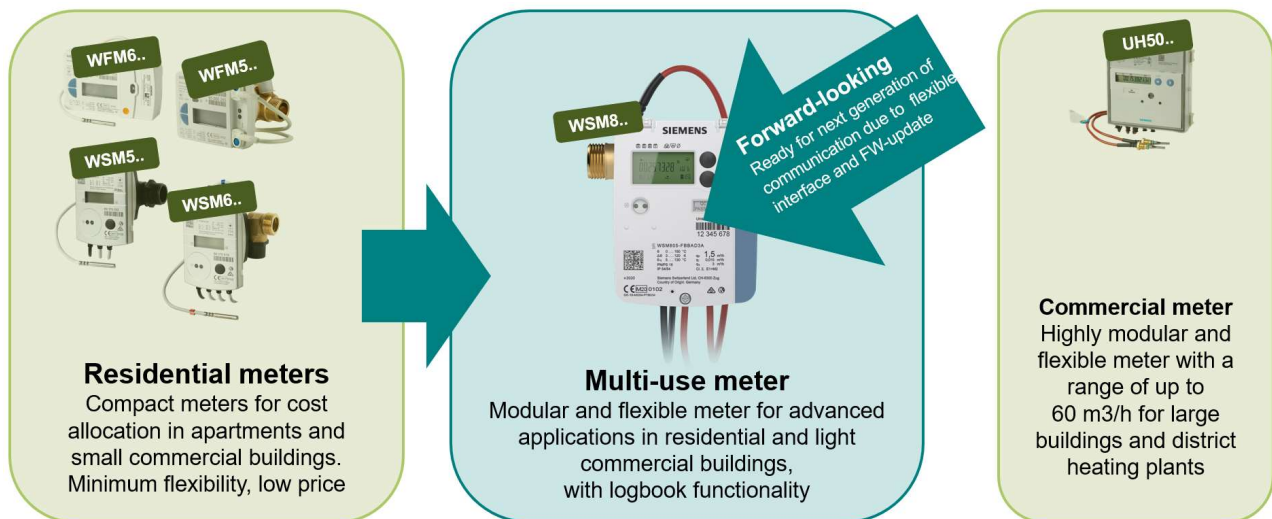 WFM6..
WFM5..
WSM5..
WSM6..
Residential meters
Compact meters for cost
allocation in apartments and
small commercial buildings.
Minimum flexibility, low price
WSM8..
SIEMENS
12 345 678
WSM805-FBBAD3A
Forward-looking
Ready for next generation of
communication due to flexible
interface and FW-update
Multi-use meter
Modular and flexible meter for advanced
applications in residential and light
commercial buildings,
with logbook functionality
UH50..
Commercial meter
Highly modular and
flexible meter with a
range of up to
60 m3/h for large
buildings and district
heating plants